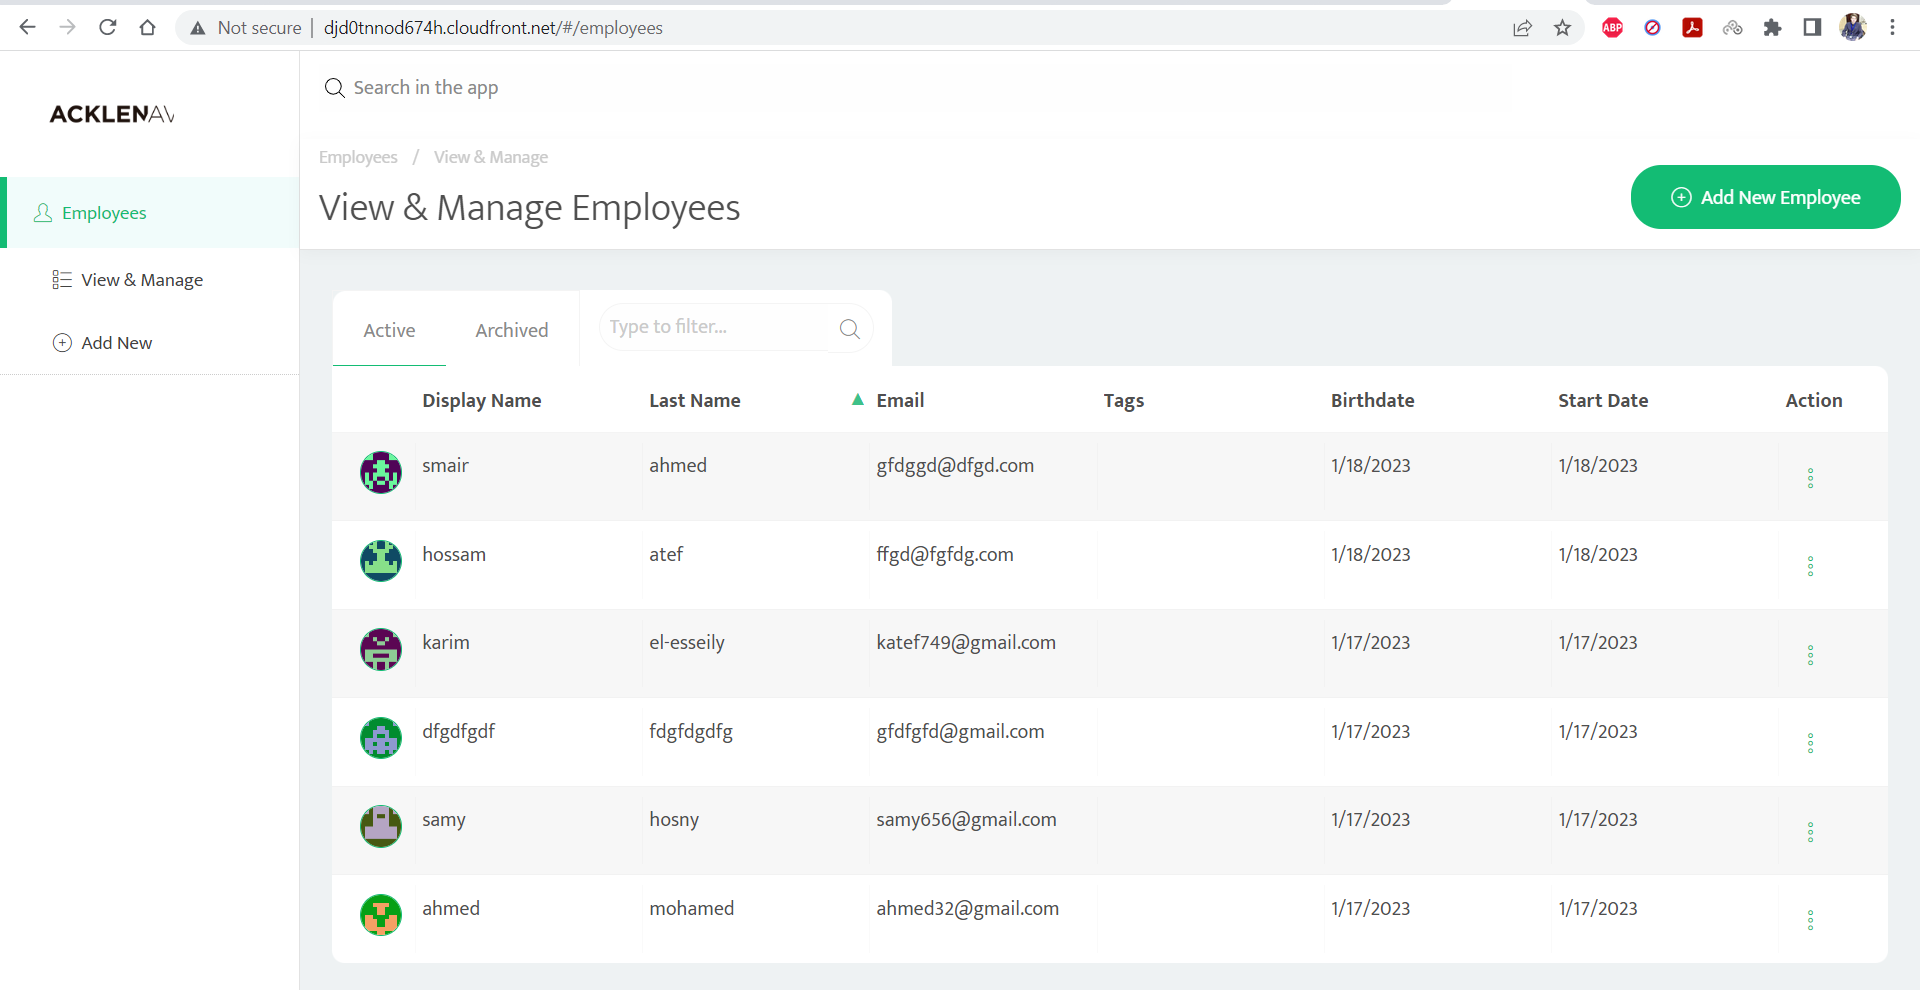 Not secure | djd0tnnod674h.cloudfront.net/#/employees
ABP
ACKLENAV
Search in the app
Employees / View & Manage
View & Manage Employees
Add New Employee
Employees
View & Manage
Add New
Active Archived Type to filter...
Display Name Last Name ▲ Email Tags Birthdate Start Date Action
smair ahmed gfdggd@dfgd.com 1/18/2023 1/18/2023
hossam atef ffgd@fgfdg.com 1/18/2023 1/18/2023
karim el-esseily katef749@gmail.com 1/17/2023 1/17/2023
dfgdfgdf fdgfdgdfg gfdfgfd@gmail.com 1/17/2023 1/17/2023
samy hosny samy656@gmail.com 1/17/2023 1/17/2023
ahmed mohamed ahmed32@gmail.com 1/17/2023 1/17/2023